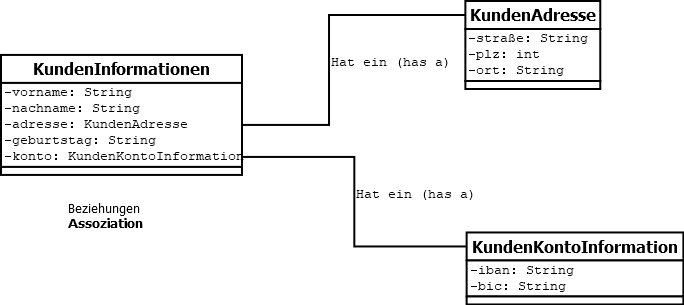 KundenAdresse
-straße: String
-plz: int
-ort: String
Hat ein (has a)
KundenInformationen
-vorname: String
-nachname: String
-adresse: KundenAdresse
-geburtstag: String
-konto: KundenKontoInformation
Hat ein (has a)
Beziehungen
Assoziation
KundenKontoInformation
-iban: String
-bic: String